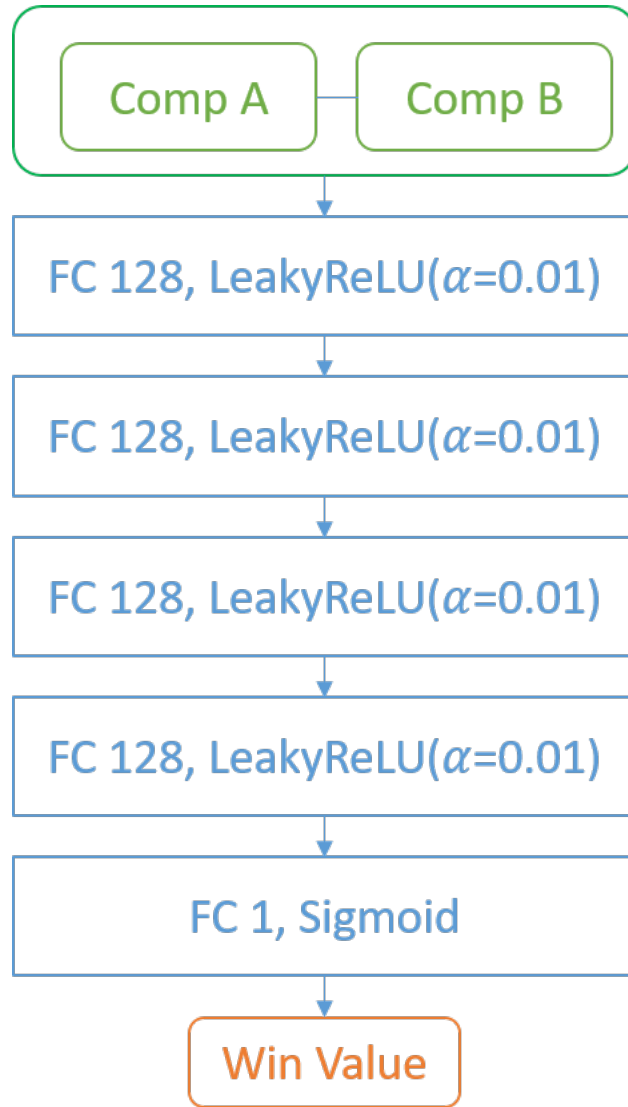 Comp A Comp B
FC 128, LeakyReLU(α=0.01)
FC 128, LeakyReLU(α=0.01)
FC 128, LeakyReLU(α=0.01)
FC 128, LeakyReLU(α=0.01)
FC 1, Sigmoid
Win Value